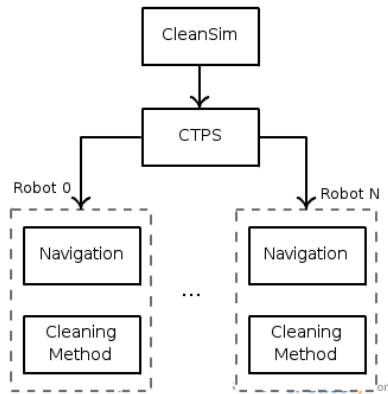 CleanSim
CTPS
Robot 0
Robot N
Navigation
Navigation
...
Cleaning
Method
Cleaning
Method